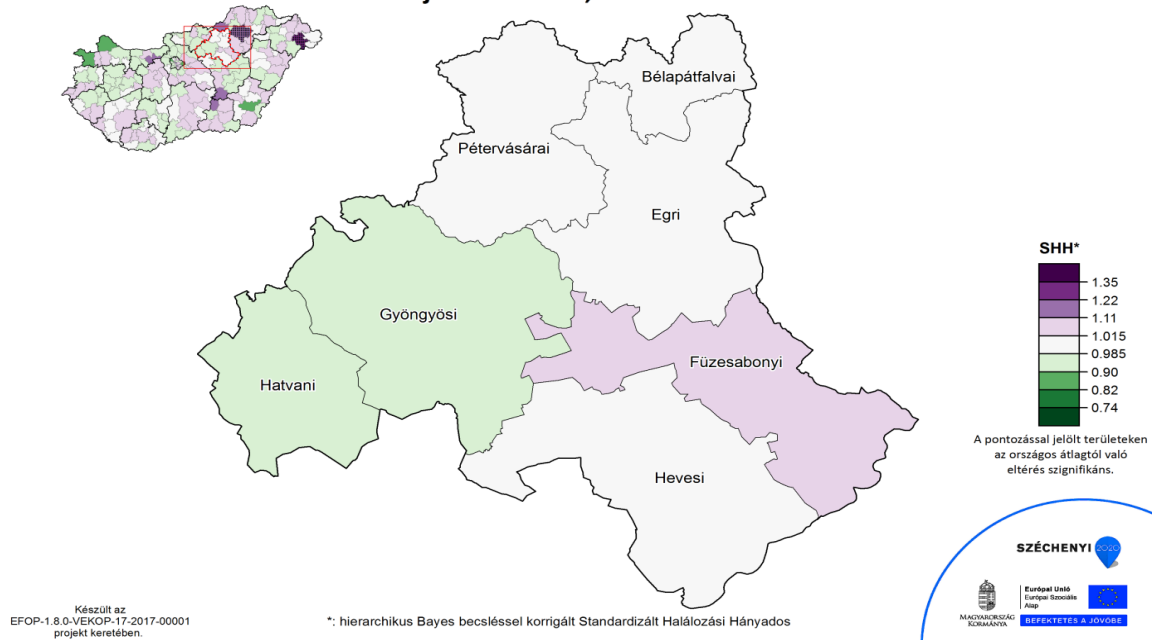 Bélapátfalvai
Pétervásárai
Egri
Gyöngyösi
Füzesabonyi
Hatvani
Hevesi
SHH*
1.35
1.22
1.11
1.015
0.985
0.90
0.82
0.74
A pontozással jelölt területeken
az országos átlagtól való
eltérés szignifikáns.
SZÉCHENYI 2020
MAGYARORSZÁG
KORMÁNYA
Európai Unió
Európai Szociális
Alap
BEFEKTETÉS A JÖVŐBE
Készült az
EFOP-1.8.0-VEKOP-17-2017-00001
projekt keretében.
*: hierarchikus Bayes becsléssel korrigált Standardizált Halálozási Hányados